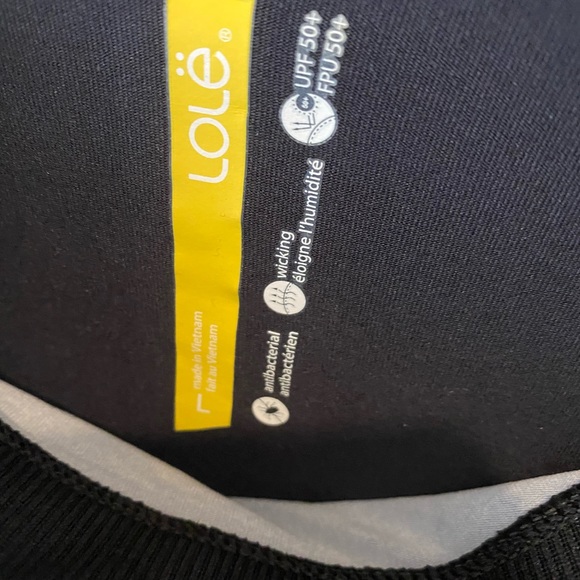 LOLË®
made in Vietnam
fait au Vietnam
L
antibacterial
antibactérien
wicking
éloigne l'humidité
UPF 50+
FPU 50+